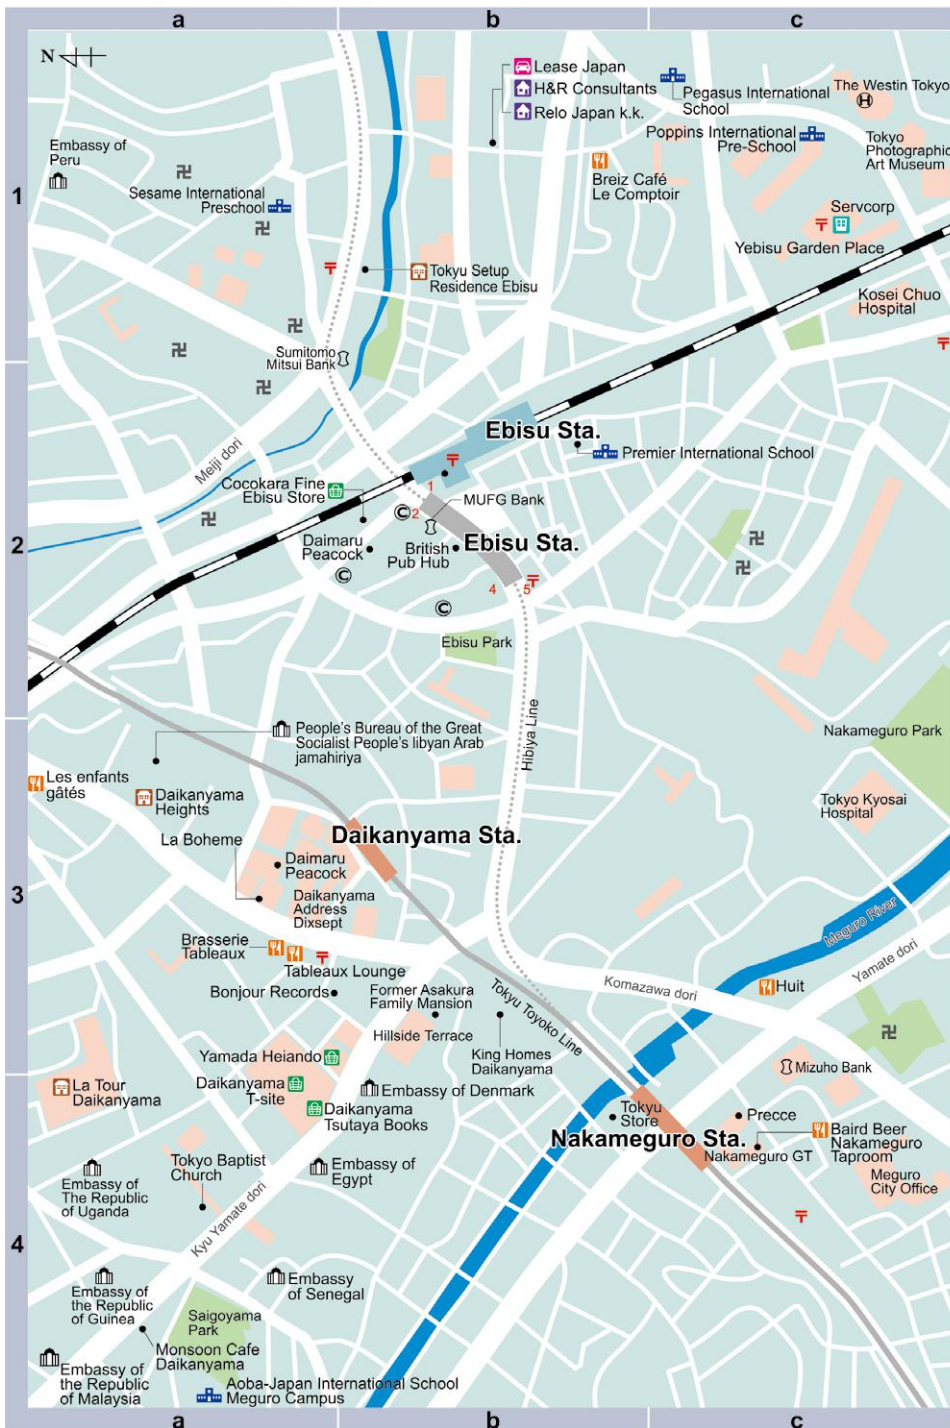 a
b
c
N
1
2
3
4
Lease Japan
H&R Consultants
Relo Japan k.k.
Pegasus International
School
The Westin Tokyo
H
Poppins International
Pre-School
Tokyo
Photographic
Art Museum
Embassy of
Peru
Sesame International
Preschool
Breiz Café
Le Comptoir
Servcorp
Yebisu Garden Place
Tokyu Setup
Residence Ebisu
Kosei Chuo
Hospital
Sumitomo
Mitsui Bank
Meiji dori
Ebisu Sta.
Premier International School
Cocokara Fine
Ebisu Store
1
2
MUFG Bank
Daimaru
Peacock
British
Pub Hub
Ebisu Sta.
C
C
C
4
5
Ebisu Park
Hibiya Line
Nakameguro Park
People's Bureau of the Great
Socialist People's libyan Arab
jamahiriya
Les enfants
gâtés
Daikanyama
Heights
Tokyo Kyosai
Hospital
La Boheme
Daikanyama Sta.
Daimaru
Peacock
Daikanyama
Address
Dixsept
Meguro River
Yamate dori
Brasserie
Tableaux
Tableaux Lounge
Bonjour Records
Former Asakura
Family Mansion
Hillside Terrace
Tokyu Toyoko Line
Komazawa dori
Huit
King Homes
Daikanyama
Yamada Heiando
Mizuho Bank
La Tour
Daikanyama
Daikanyama
T-site
Embassy of Denmark
Daikanyama
Tsutaya Books
Tokyu
Store
Precce
Nakameguro Sta.
Nakameguro GT
Baird Beer
Nakameguro
Taproom
Tokyo Baptist
Church
Embassy of
Egypt
Embassy of
The Republic
of Uganda
Meguro
City Office
Kyu Yamate dori
Embassy of
the Republic
of Guinea
Embassy
of Senegal
Saigoyama
Park
Monsoon Cafe
Daikanyama
Embassy of
the Republic
of Malaysia
Aoba-Japan International School
Meguro Campus
a
b
c